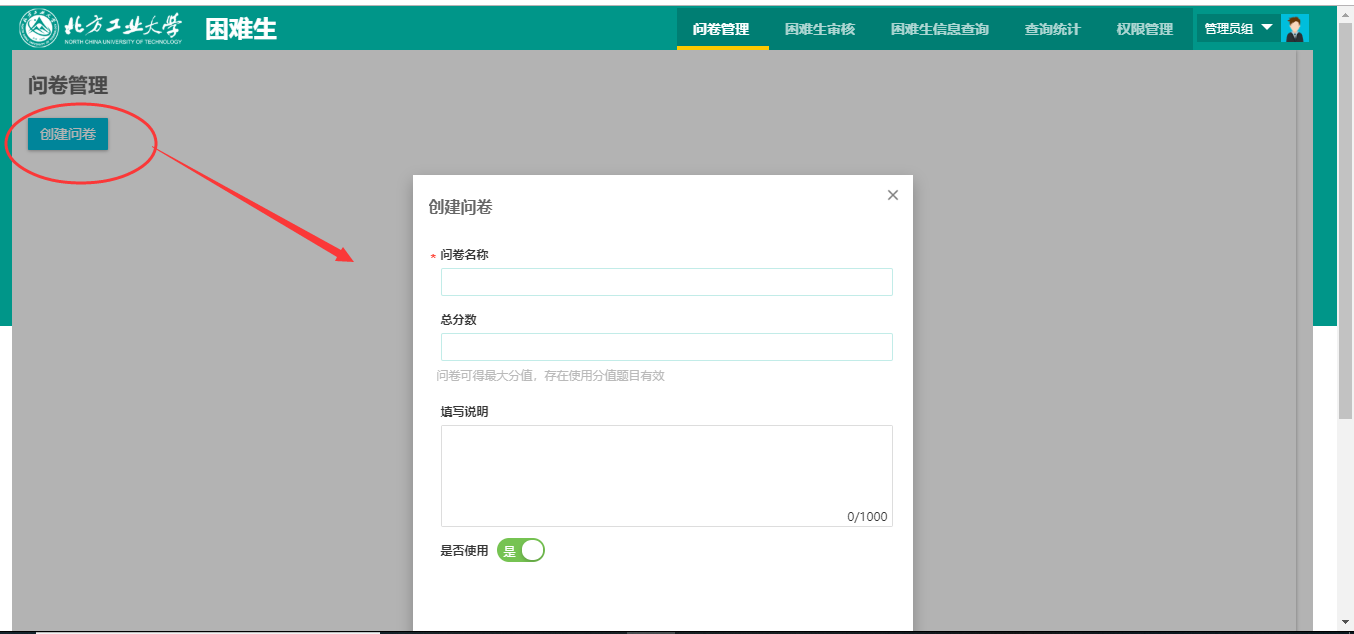 北方工业大学
NORTH CHINA UNIVERSITY OF TECHNOLOGY
困难生
问卷管理 困难生审核 困难生信息查询 查询统计 权限管理 管理员组
问卷管理
创建问卷
创建问卷
* 问卷名称
总分数
问卷可得最大分值，存在使用分值题目有效
填写说明
0/1000
是否使用 是